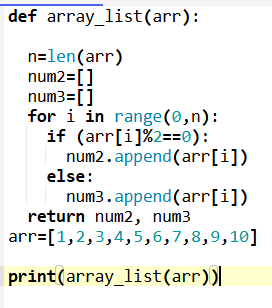 def array_list(arr):
n=len(arr)
num2=[]
num3=[]
for i in range(0,n):
if (arr[i]%2==0):
num2.append(arr[i])
else:
num3.append(arr[i])
return num2, num3
arr=[1,2,3,4,5,6,7,8,9,10]
print(array_list(arr))